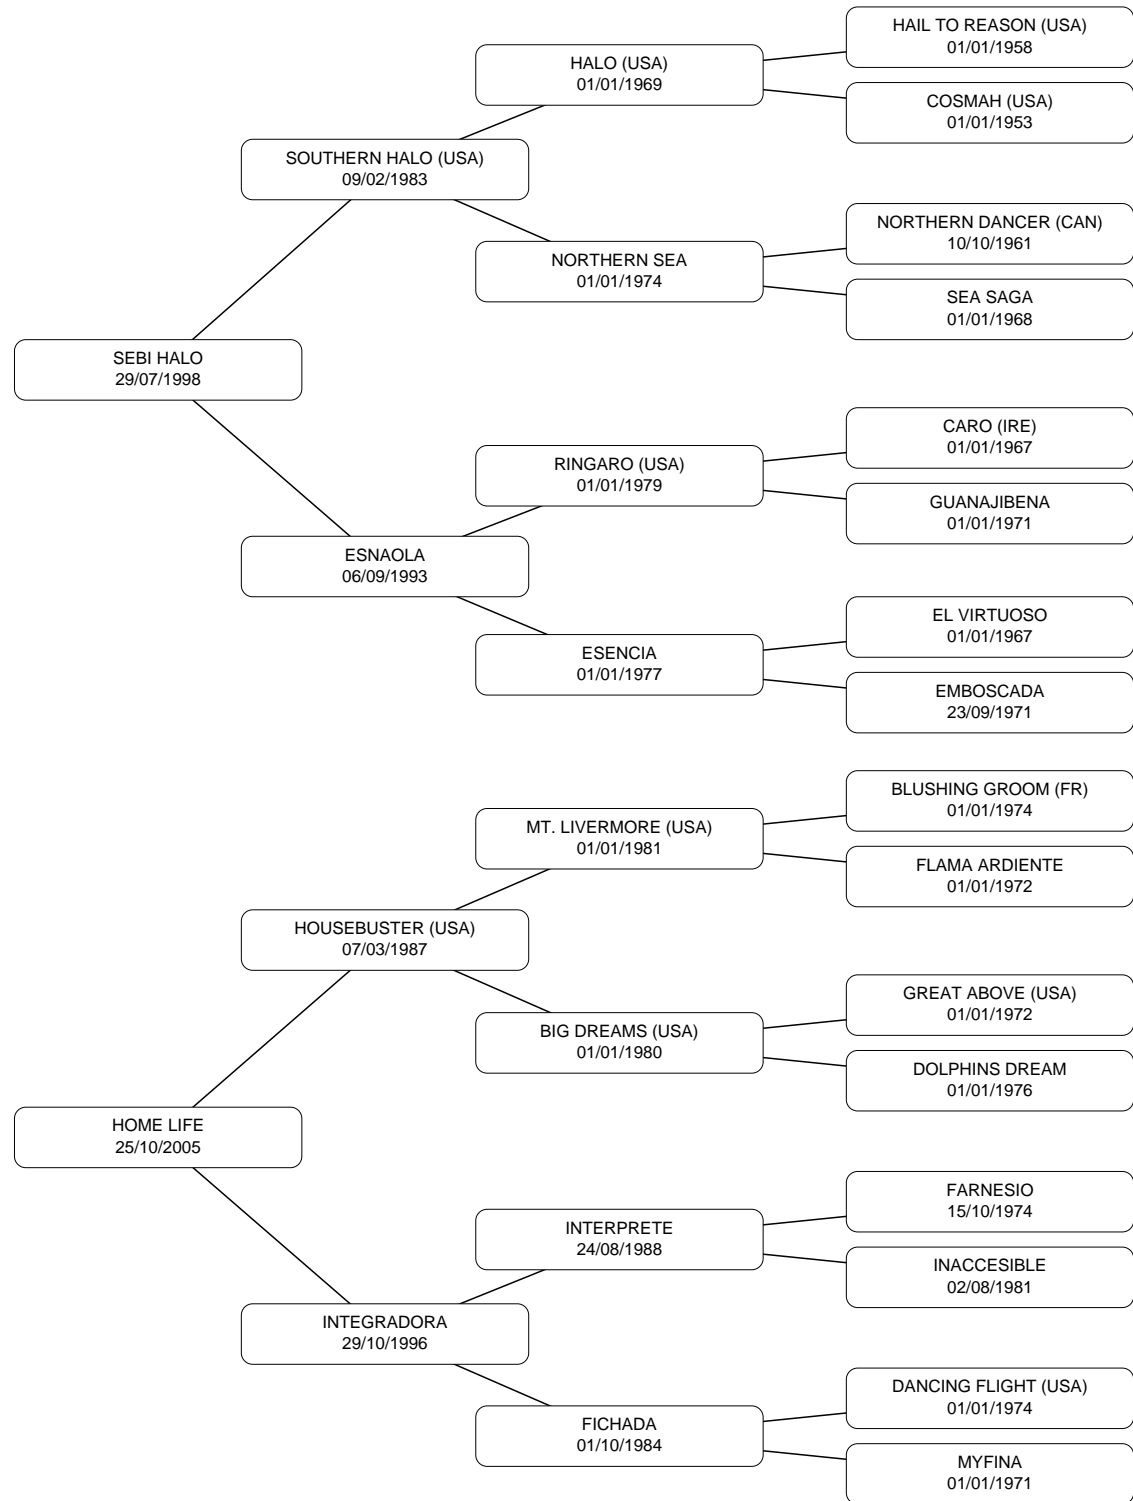 HAIL TO REASON (USA)
01/01/1958
HALO (USA)
01/01/1969
COSMAH (USA)
01/01/1953
SOUTHERN HALO (USA)
09/02/1983
NORTHERN DANCER (CAN)
10/10/1961
NORTHERN SEA
01/01/1974
SEA SAGA
01/01/1968
SEBI HALO
29/07/1998
CARO (IRE)
01/01/1967
RINGARO (USA)
01/01/1979
GUANAJIBENA
01/01/1971
ESNAOLA
06/09/1993
EL VIRTUOSO
01/01/1967
ESENCIA
01/01/1977
EMBOSCADA
23/09/1971
BLUSHING GROOM (FR)
01/01/1974
MT. LIVERMORE (USA)
01/01/1981
FLAMA ARDIENTE
01/01/1972
HOUSEBUSTER (USA)
07/03/1987
GREAT ABOVE (USA)
01/01/1972
BIG DREAMS (USA)
01/01/1980
DOLPHINS DREAM
01/01/1976
HOME LIFE
25/10/2005
FARNESIO
15/10/1974
INTERPRETE
24/08/1988
INACCESIBLE
02/08/1981
INTEGRADORA
29/10/1996
DANCING FLIGHT (USA)
01/01/1974
FICHADA
01/10/1984
MYFINA
01/01/1971